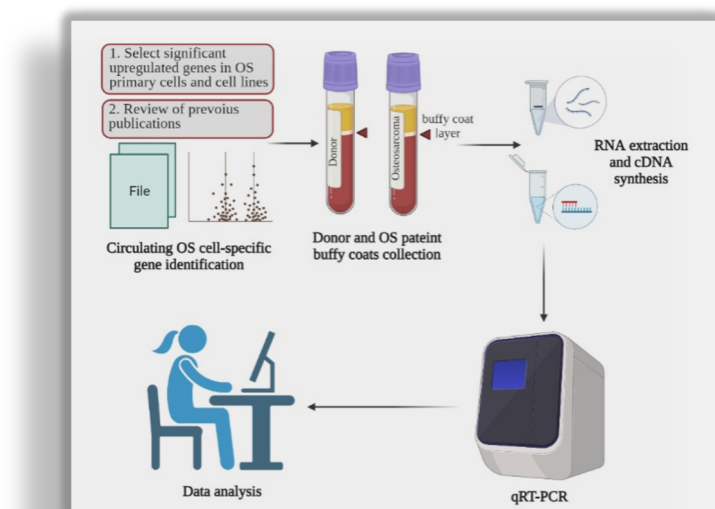 1. Select significant
upregulated genes in OS
primary cells and cell lines
2. Review of prevoius
publications
File
Circulating OS cell-specific
gene identification
Donor
Osteosarcoma
buffy coat
layer
Donor and OS pateint
buffy coats collection
RNA extraction
and cDNA
synthesis
Data analysis
qRT-PCR